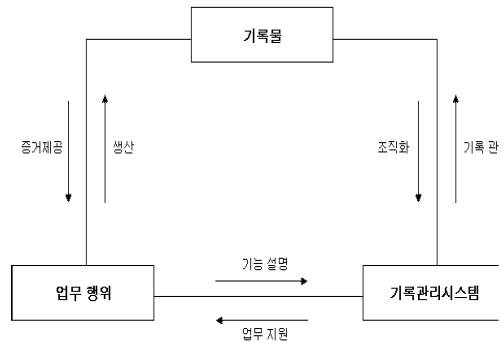 기록물
증거제공
생산
조직화
기록 관
기능 설명
업무 행위
기록관리시스템
업무 지원